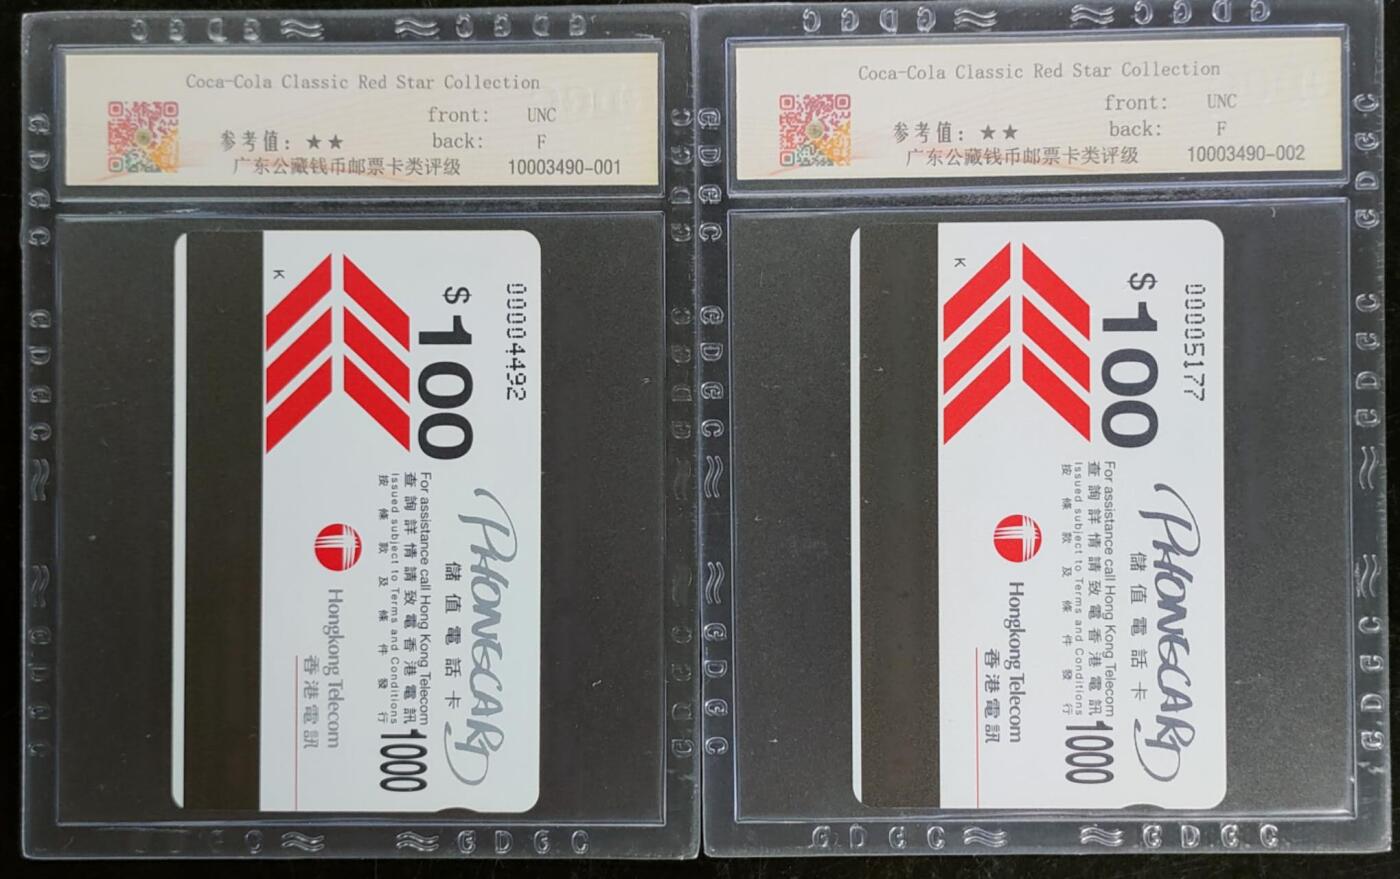 Coca-Cola Classic Red Star Collection
front: UNC
参考值: ★★ back: F
广东公藏钱币邮票卡类评级 10003490-001
00004492
$100
K
PHONECARD
儲值電話卡
For assistance call Hong Kong Telecom
查詢詳情請致電香港電訊
Issued subject to Terms and Conditions
按條款及條件發行
1000
Hongkong Telecom
香港電訊
Coca-Cola Classic Red Star Collection
front: UNC
参考值: ★★ back: F
广东公藏钱币邮票卡类评级 10003490-002
00005177
$100
K
PHONECARD
儲值電話卡
For assistance call Hong Kong Telecom
查詢詳情請致電香港電訊
Issued subject to Terms and Conditions
按條款及條件發行
1000
Hongkong Telecom
香港電訊
GDGC